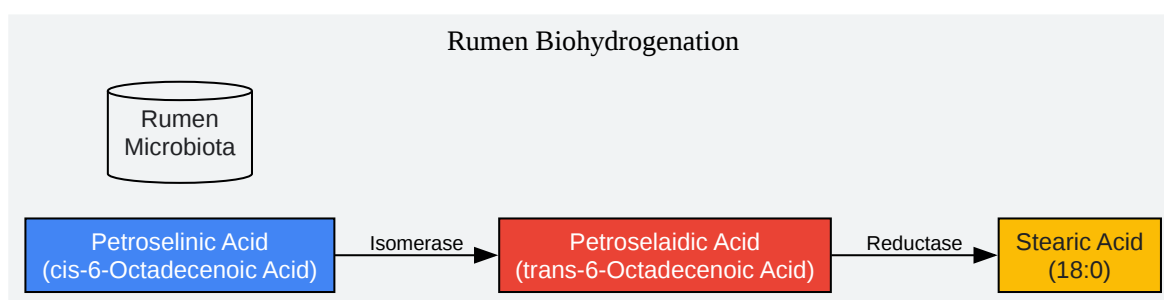 Rumen Biohydrogenation
Rumen
Microbiota
Petroselinic Acid
(cis-6-Octadecenoic Acid)
Isomerase
Petroselaidic Acid
(trans-6-Octadecenoic Acid)
Reductase
Stearic Acid
(18:0)